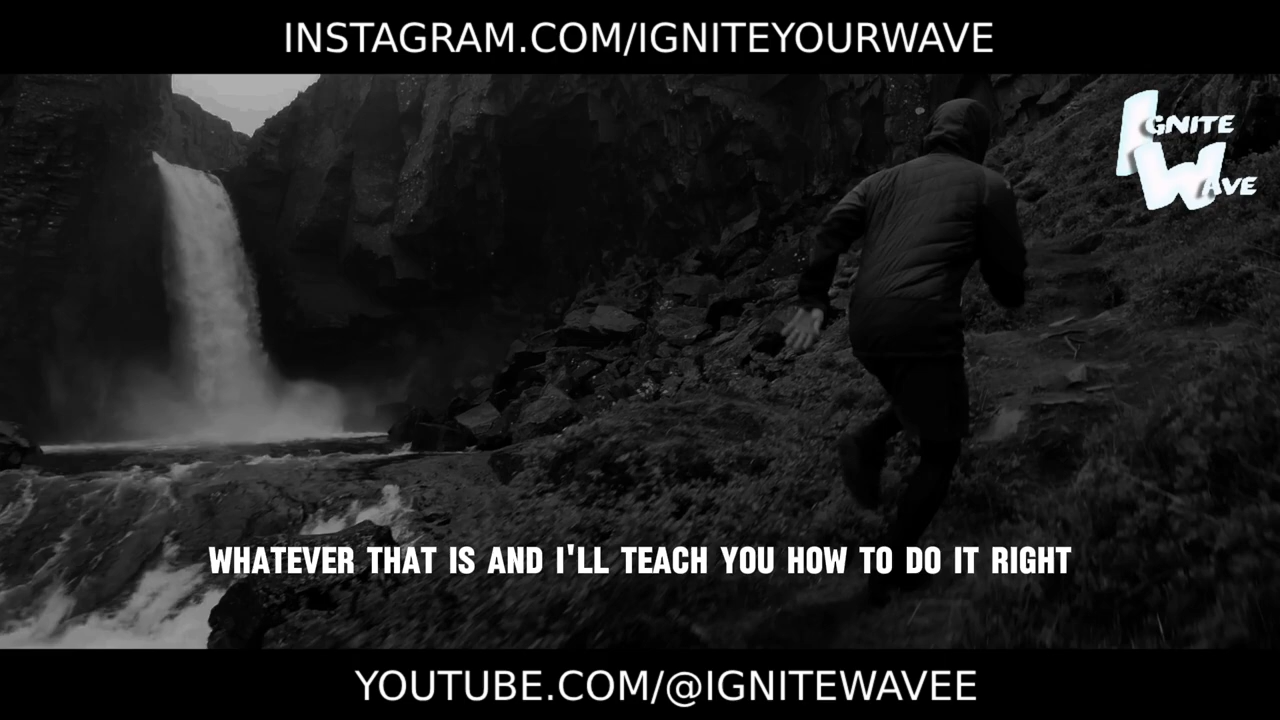 INSTAGRAM.COM/IGNITEYOURWAVE
IGNITE
WAVE
WHATEVER THAT IS AND I'LL TEACH YOU HOW TO DO IT RIGHT
YOUTUBE.COM/@IGNITEWAVEE